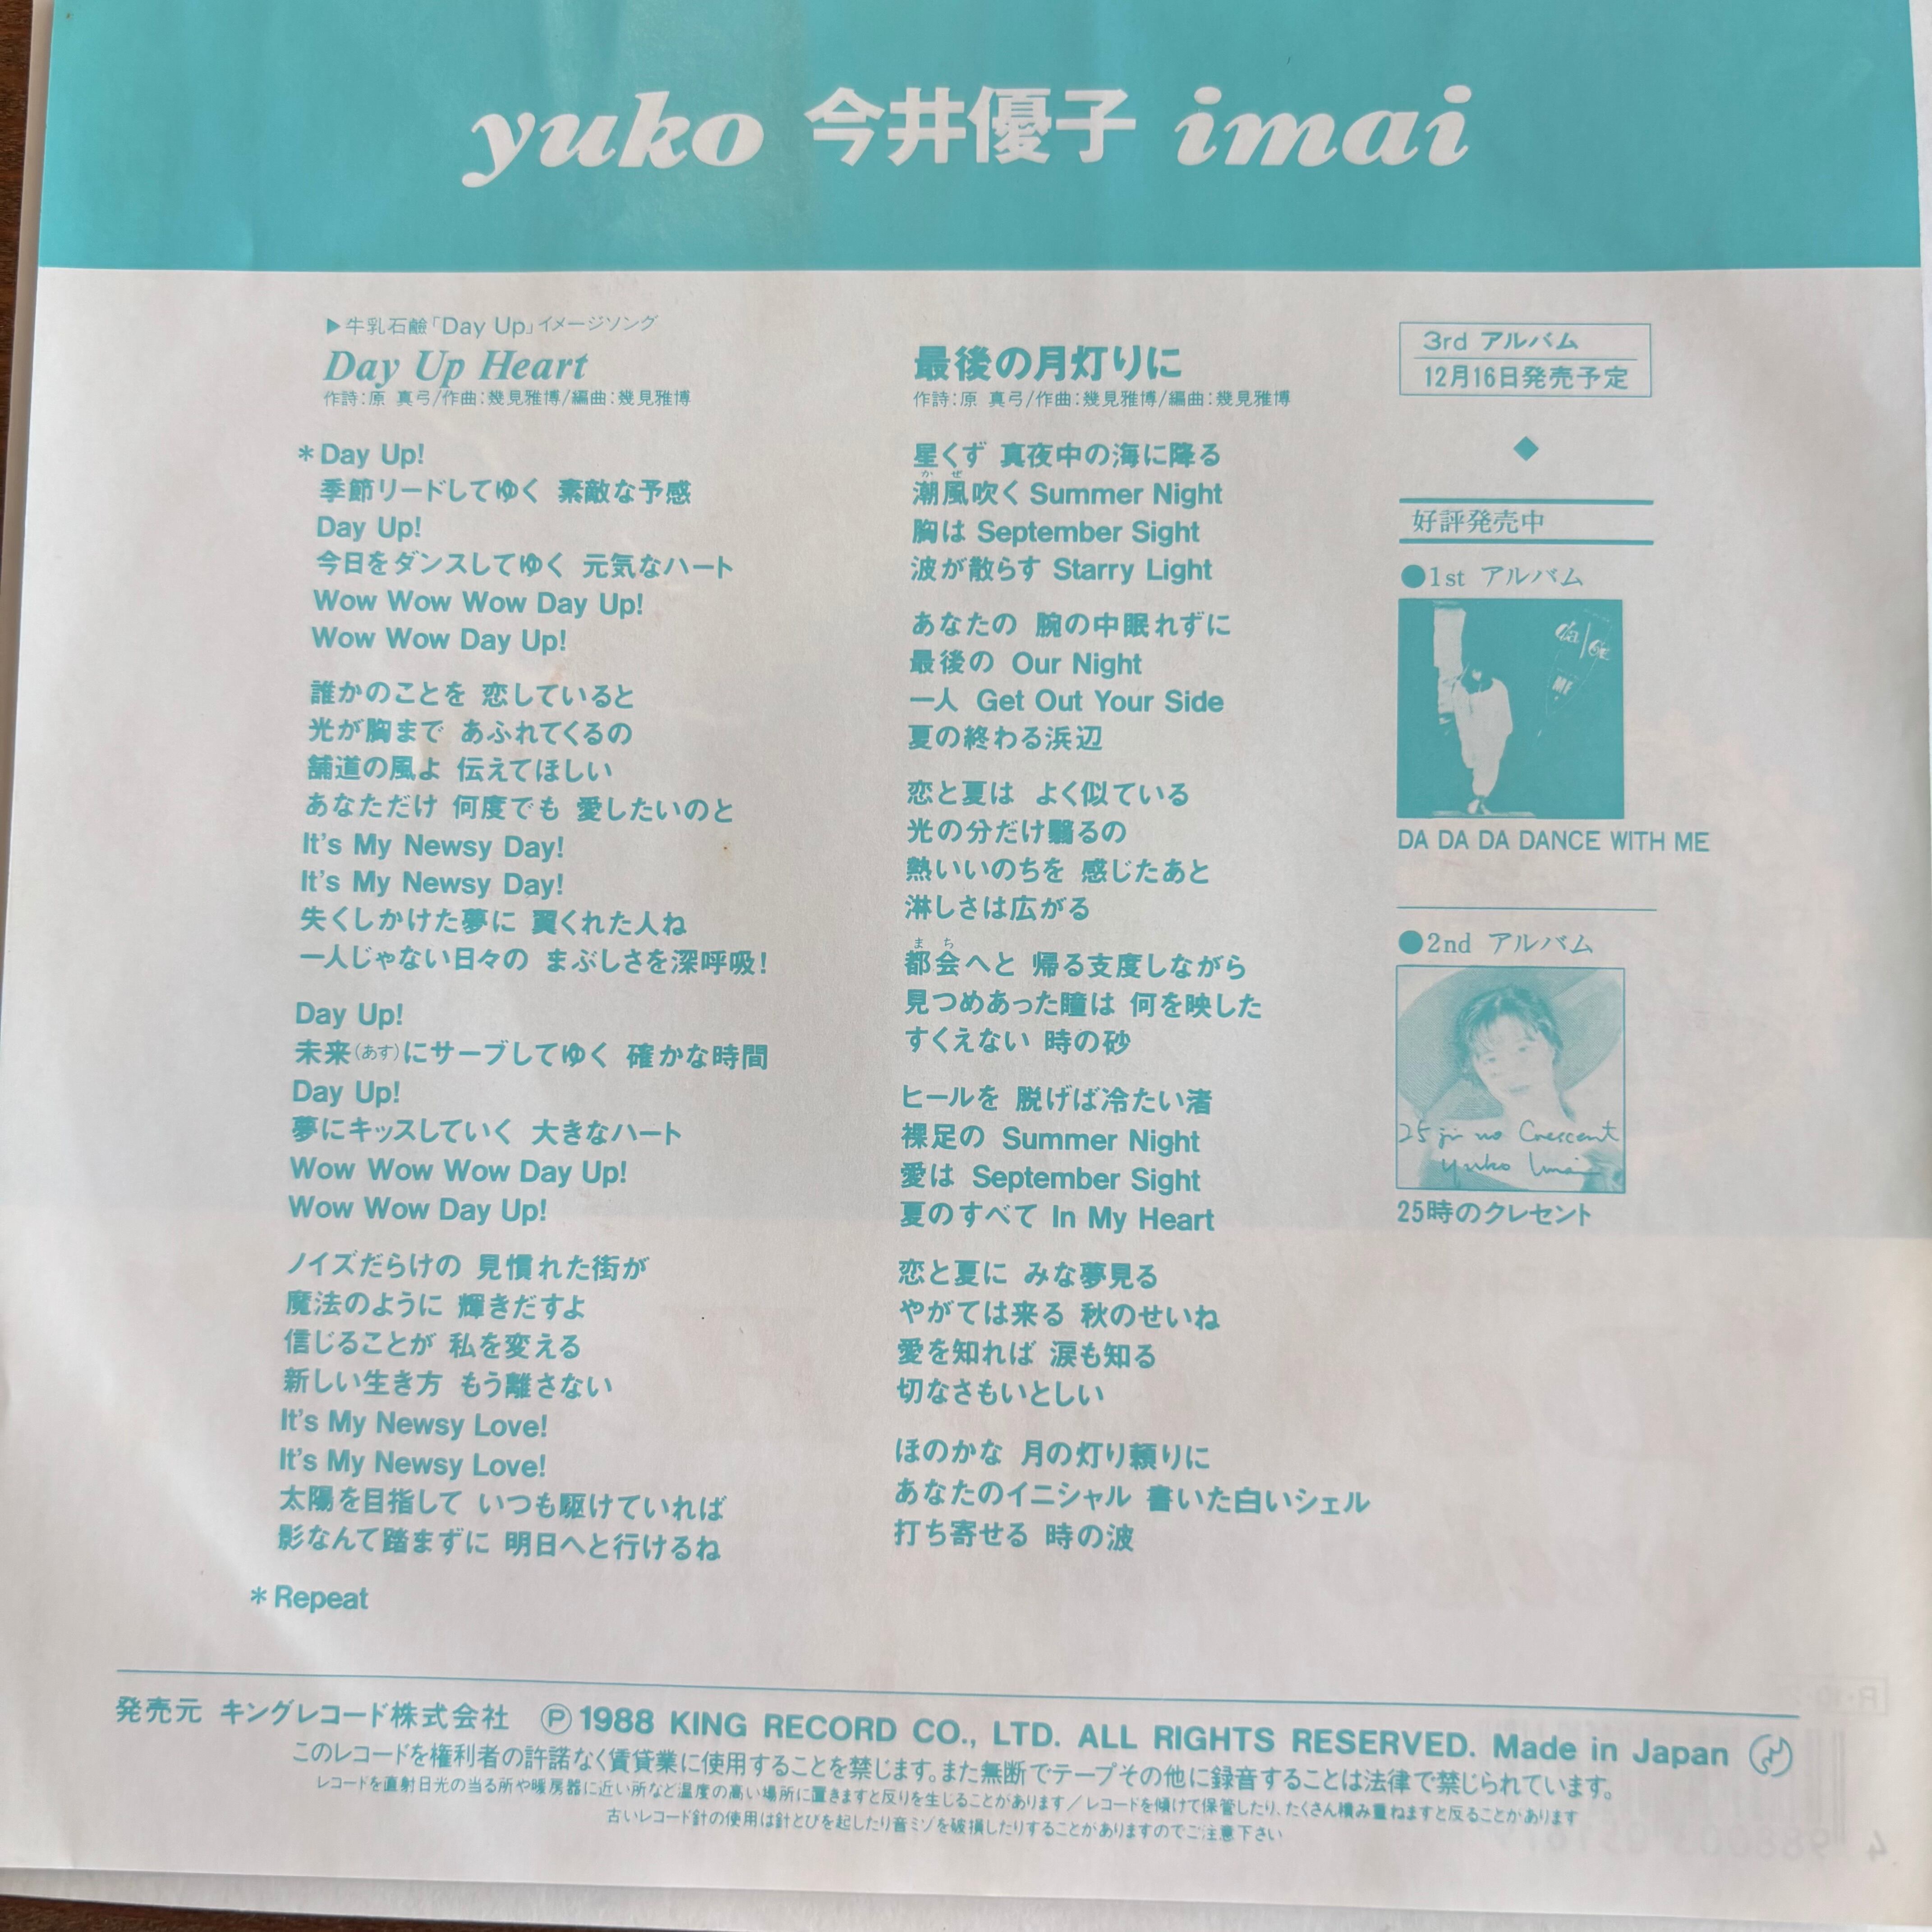 yuko 今井優子 imai
▶牛乳石鹸「Day Up」イメージソング
Day Up Heart
作詩:原 真弓/作曲:幾見雅博/編曲:幾見雅博
*Day Up!
季節リードしてゆく 素敵な予感
Day Up!
今日をダンスしてゆく 元気なハート
Wow Wow Wow Day Up!
Wow Wow Day Up!
誰かのことを 恋していると
光が胸まで あふれてくるの
舗道の風よ 伝えてほしい
あなただけ 何度でも 愛したいのと
It's My Newsy Day!
It's My Newsy Day!
失くしかけた夢に 翼くれた人ね
一人じゃない日々の まぶしさを深呼吸!
Day Up!
未来(あす)にサーブしてゆく 確かな時間
Day Up!
夢にキッスしていく 大きなハート
Wow Wow Wow Day Up!
Wow Wow Day Up!
ノイズだらけの 見慣れた街が
魔法のように 輝きだすよ
信じることが 私を変える
新しい生き方 もう離さない
It's My Newsy Love!
It's My Newsy Love!
太陽を目指して いつも駆けていれば
影なんて踏まずに 明日へと行けるね
*Repeat
最後の月灯りに
作詩:原 真弓/作曲:幾見雅博/編曲:幾見雅博
星くず 真夜中の海に降る
かぜ
潮風吹く Summer Night
胸は September Sight
波が散らす Starry Light
あなたの 腕の中眠れずに
最後の Our Night
一人 Get Out Your Side
夏の終わる浜辺
恋と夏は よく似ている
光の分だけ翳るの
熱いいのちを 感じたあと
淋しさは広がる
まち
都会へと 帰る支度しながら
見つめあった瞳は 何を映した
すくえない 時の砂
ヒールを 脱げば冷たい渚
裸足の Summer Night
愛は September Sight
夏のすべて In My Heart
恋と夏に みな夢見る
やがては来る 秋のせいね
愛を知れば 涙も知る
切なさもいとしい
ほのかな 月の灯り頼りに
あなたのイニシャル 書いた白いシェル
打ち寄せる 時の波
3rd アルバム
12月16日発売予定
◆
好評発売中
●1st アルバム
DA DA DA DANCE WITH ME
●2nd アルバム
25 ji no Crescent
yuko Imai
25時のクレセント
発売元 キングレコード株式会社 Ⓟ1988 KING RECORD CO., LTD. ALL RIGHTS RESERVED. Made in Japan
このレコードを権利者の許諾なく賃貸業に使用することを禁じます。また無断でテープその他に録音することは法律で禁じられています。
レコードを直射日光の当る所や暖房器に近い所など温度の高い場所に置きますと反りを生じることがあります／レコードを傾けて保管したり、たくさん積み重ねますと反ることがあります
古いレコード針の使用は針とびを起したり音ミゾを破損したりすることがありますのでご注意下さい